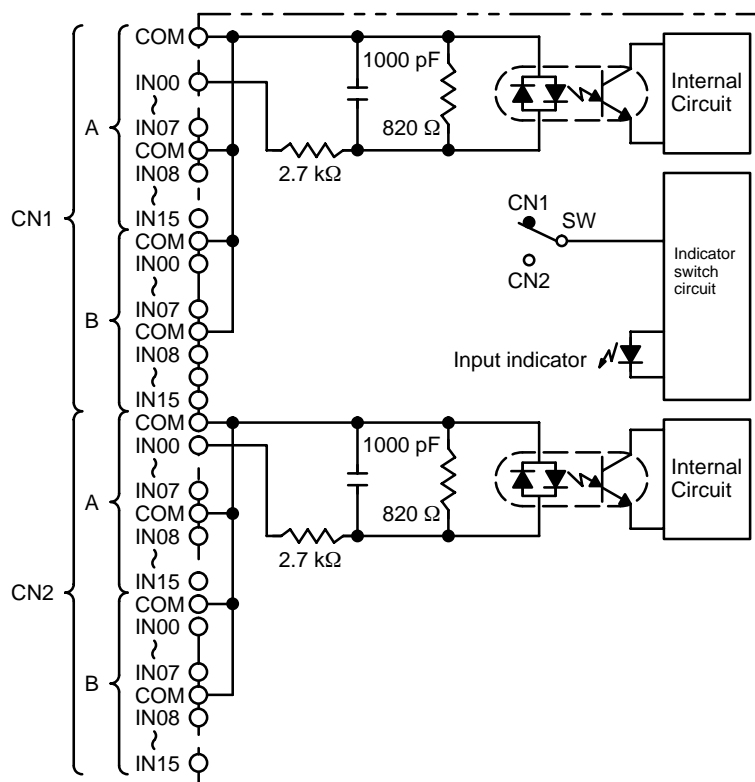 COM
1000 pF
IN00
Internal
Circuit
A
IN07
820 Ω
COM
2.7 kΩ
IN08
CN1
IN15
CN1
SW
COM
IN00
CN2
Indicator
switch
circuit
B
IN07
COM
IN08
Input indicator
IN15
COM
1000 pF
IN00
Internal
Circuit
A
IN07
820 Ω
COM
2.7 kΩ
IN08
CN2
IN15
COM
IN00
B
IN07
COM
IN08
IN15